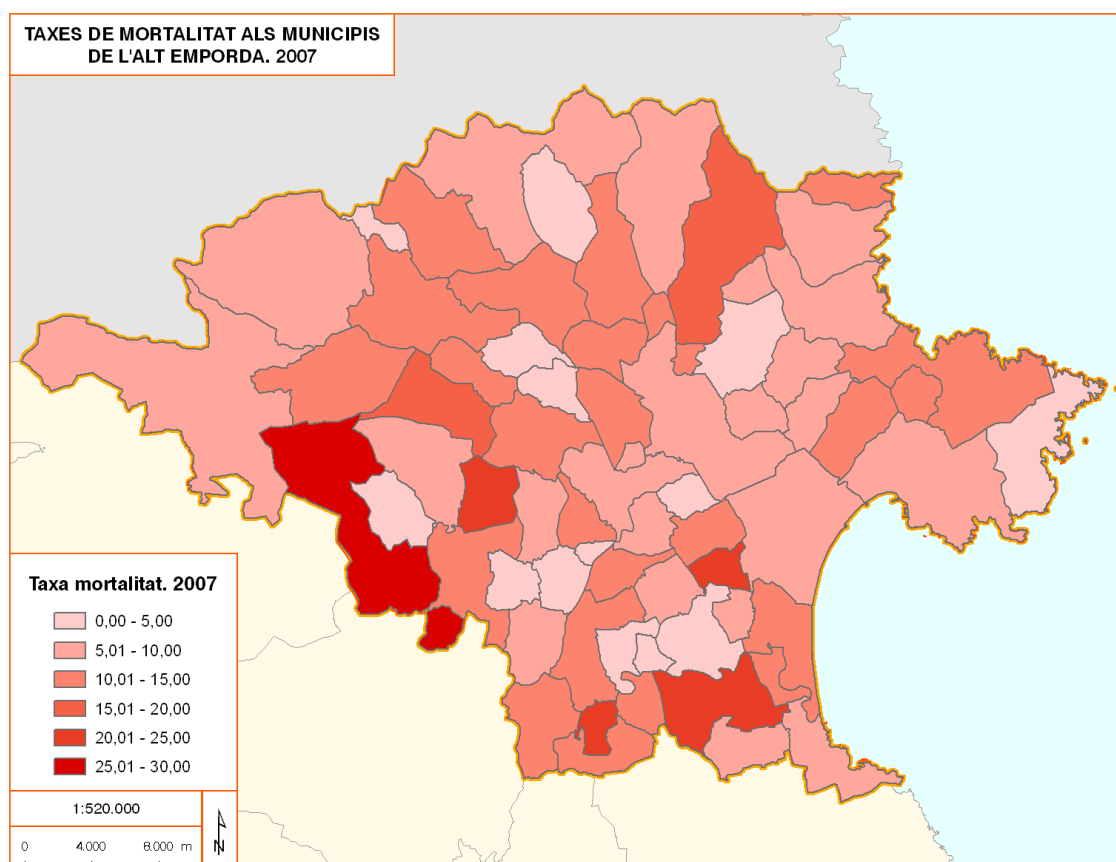 TAXES DE MORTALITAT ALS MUNICIPIS
DE L'ALT EMPORDA. 2007
Taxa mortalitat. 2007
0,00 - 5,00
5,01 - 10,00
10,01 - 15,00
15,01 - 20,00
20,01 - 25,00
25,01 - 30,00
1:520.000
0 4.000 8.000 m
N